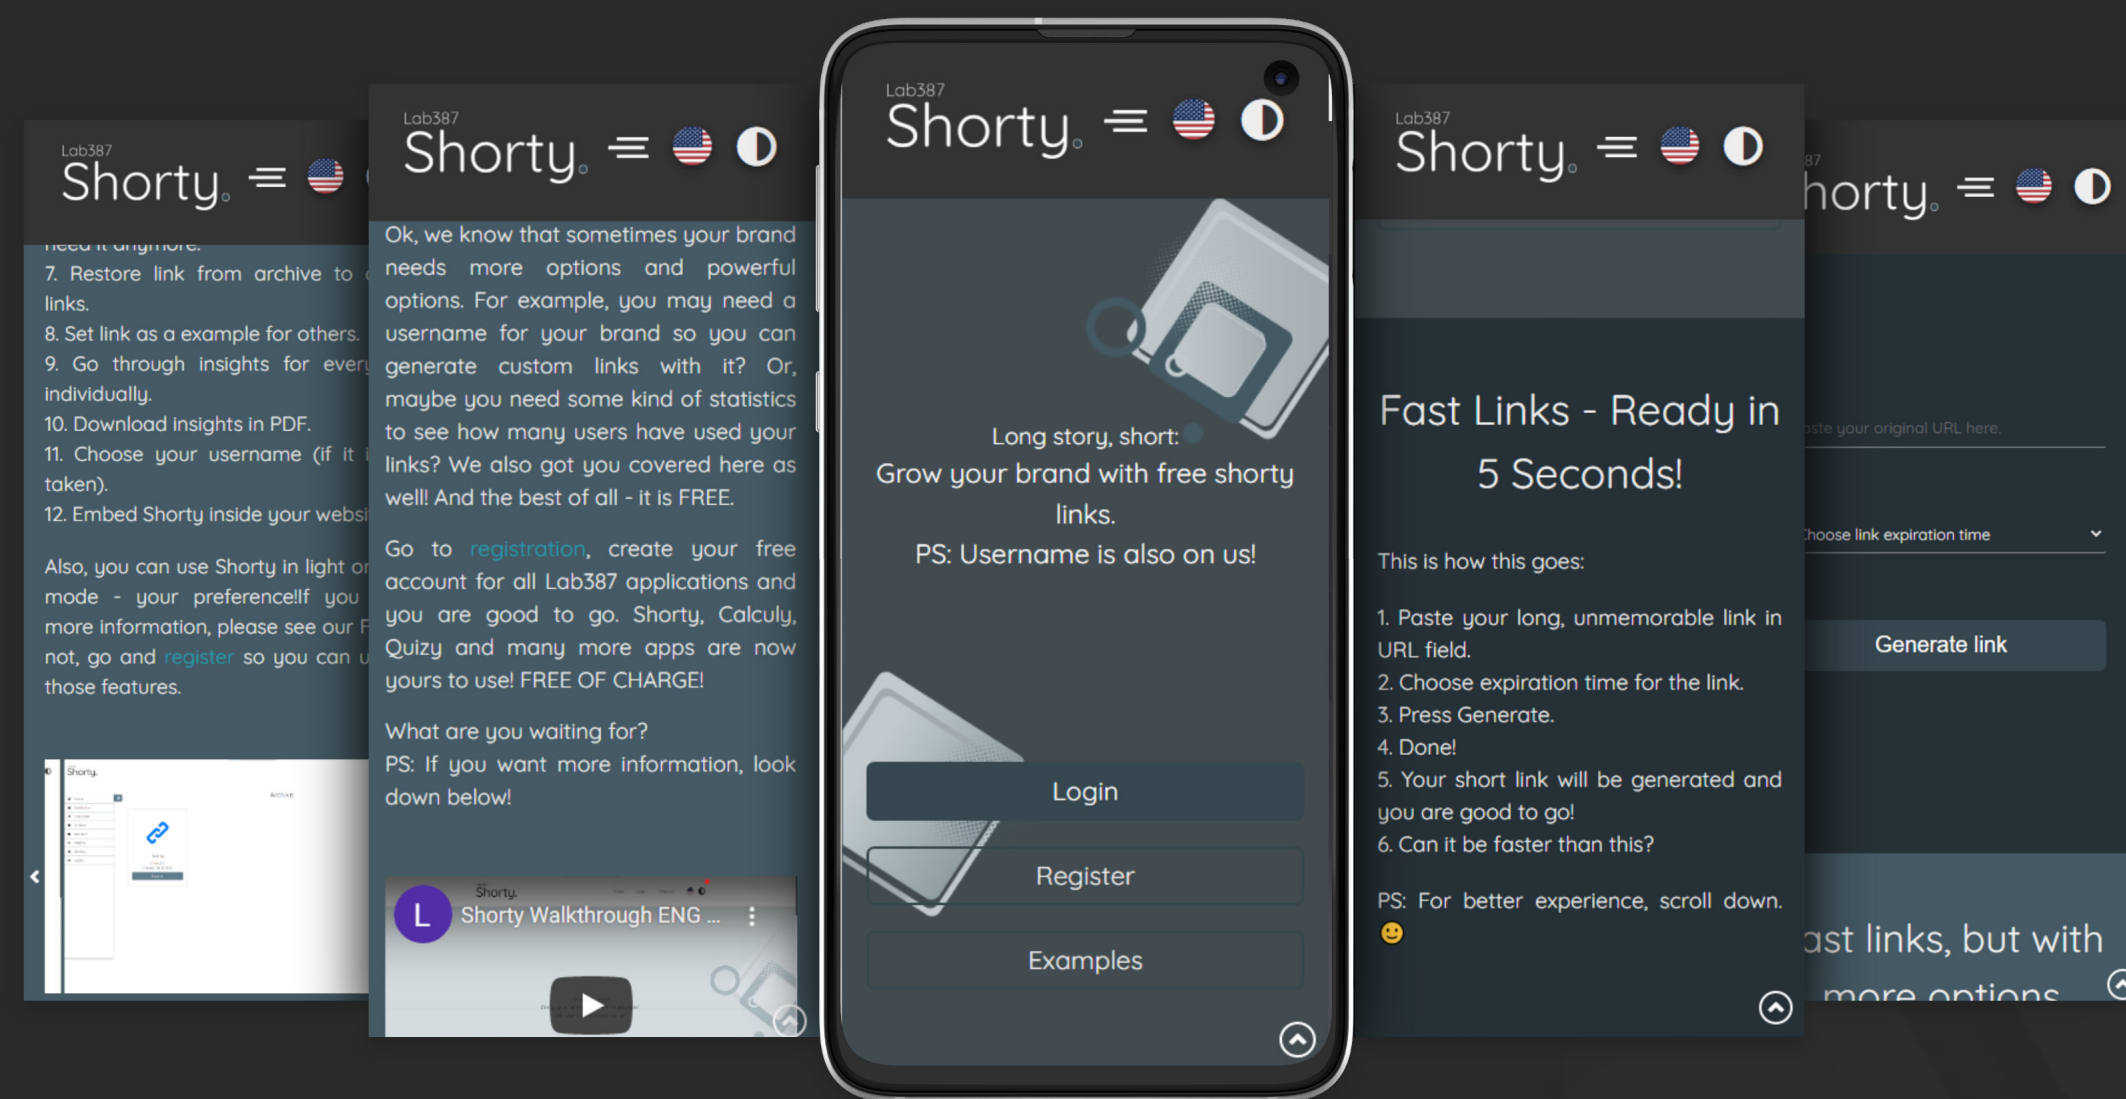 Lab387
Shorty.
need it anymore.
7. Restore link from archive to
links.
8. Set link as a example for others.
9. Go through insights for every
individually.
10. Download insights in PDF.
11. Choose your username (if it
taken).
12. Embed Shorty inside your
Also, you can use Shorty in light or
mode - your preference!If you
more information, please see our
not, go and register so you can
those features.
Shorty.
Archive
Lab387
Shorty.
Ok, we know that sometimes your brand
needs more options and powerful
options. For example, you may need a
username for your brand so you can
generate custom links with it? Or,
maybe you need some kind of statistics
to see how many users have used your
links? We also got you covered here as
well! And the best of all - it is FREE.
Go to registration, create your free
account for all Lab387 applications and
you are good to go. Shorty, Calculy,
Quizy and many more apps are now
yours to use! FREE OF CHARGE!
What are you waiting for?
PS: If you want more information, look
down below!
Shorty.
L
Shorty Walkthrough ENG ...
Lab387
Shorty.
Long story, short:
Grow your brand with free shorty
links.
PS: Username is also on us!
Login
Register
Examples
Lab387
Shorty.
Fast Links - Ready in
5 Seconds!
This is how this goes:
1. Paste your long, unmemorable link in
URL field.
2. Choose expiration time for the link.
3. Press Generate.
4. Done!
5. Your short link will be generated and
you are good to go!
6. Can it be faster than this?
PS: For better experience, scroll down.
🙂
87
horty.
aste your original URL here.
Choose link expiration time
Generate link
ast links, but with
more options